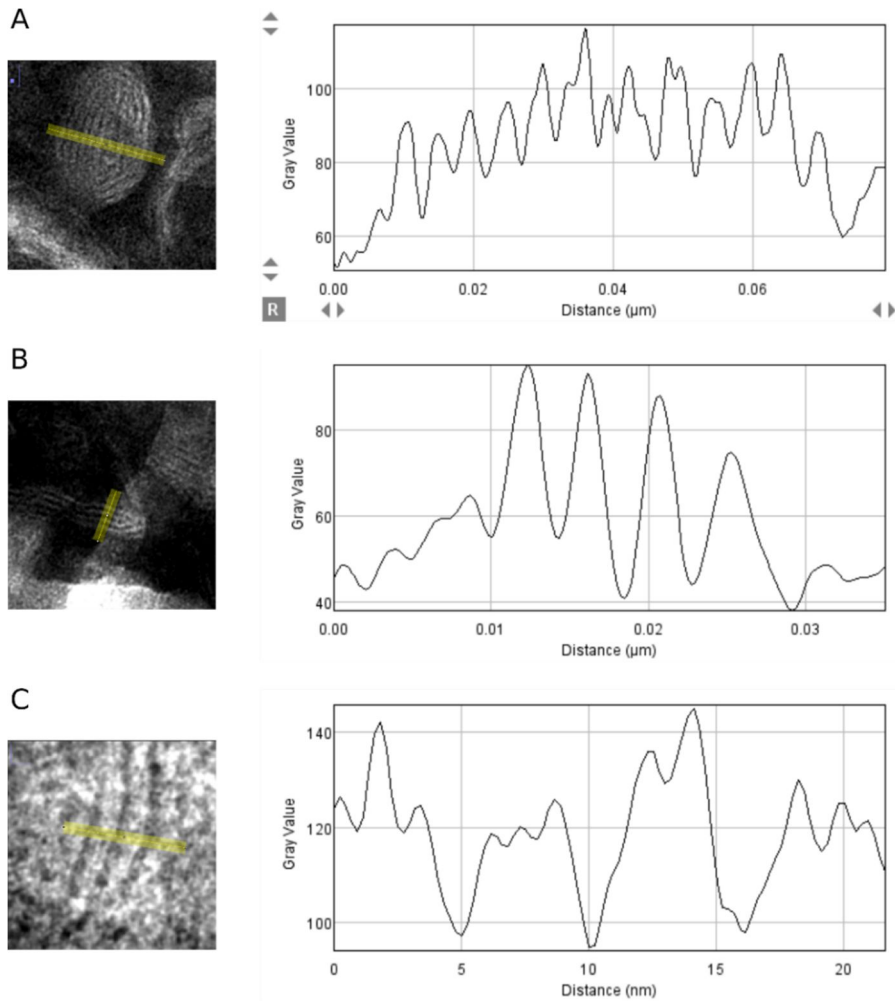 A
Gray Value
100
80
60
0.00 0.02 0.04 0.06
Distance (µm)
R
B
Gray Value
80
60
40
0.00 0.01 0.02 0.03
Distance (µm)
C
Gray Value
140
120
100
0 5 10 15 20
Distance (nm)